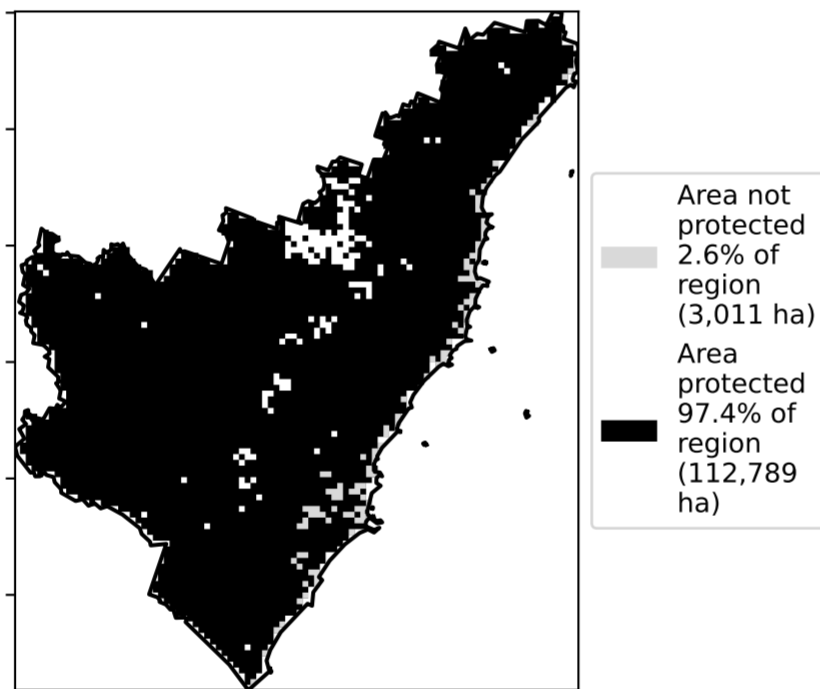 Area not
protected
2.6% of
region
(3,011 ha)
Area
protected
97.4% of
region
(112,789
ha)